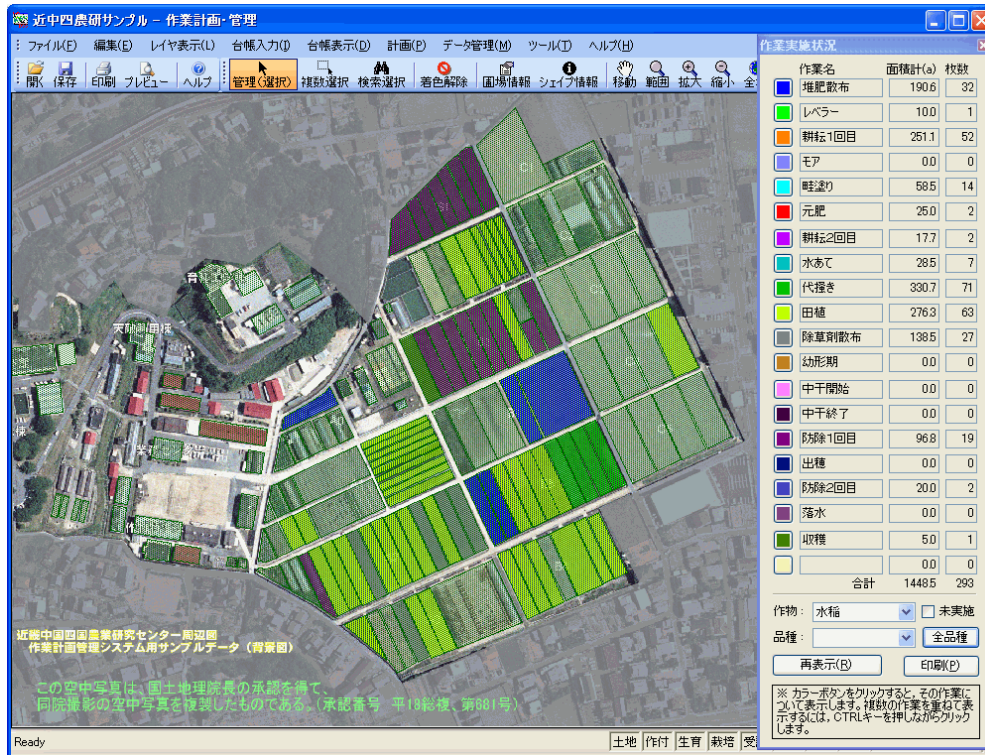 近中四農研サンプル - 作業計画・管理
ファイル(F) 編集(E) レイヤ表示(L) 台帳入力(I) 台帳表示(D) 計画(P) データ管理(M) ツール(T) ヘルプ(H)
開く 保存 印刷 プレビュー ヘルプ 管理(選択) 複数選択 検索選択 着色解除 圃場情報 シェイプ情報 移動 範囲 拡大 縮小
作業実施状況
作業名 面積計(a) 枚数
堆肥散布 190.6 32
レベラー 10.0 1
耕耘1回目 251.1 52
モア 0.0 0
畦塗り 58.5 14
元肥 25.0 2
耕耘2回目 17.7 2
水あて 28.5 7
代掻き 330.7 71
田植 276.3 63
除草剤散布 138.5 27
幼形期 0.0 0
中干開始 0.0 0
中干終了 0.0 0
防除1回目 96.8 19
出穂 0.0 0
防除2回目 20.0 2
落水 0.0 0
収穫 5.0 1
0.0 0
合計 1448.5 293
作物: 水稲 未実施
品種: 全品種
再表示(R) 印刷(P)
※ カラーボタンをクリックすると、その作業に
ついて表示します。複数の作業を重ねて表
示するには、CTRLキーを押しながらクリック
します。
近畿中国四国農業研究センター周辺図
作業計画管理システム用サンプルデータ (背景図)
この空中写真は、国土地理院長の承認を得て、
同院撮影の空中写真を複製したものである。(承認番号 平18総複、第681号)
Ready 土地 作付 生育 栽培